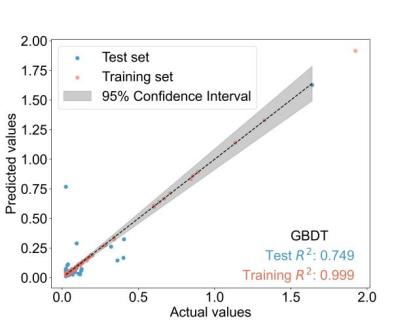 2.00
1.75
1.50
1.25
1.00
0.75
0.50
0.25
0.00
Predicted values
Test set
Training set
95% Confidence Interval
GBDT
Test R²: 0.749
Training R²: 0.999
0.0 0.5 1.0 1.5 2.0
Actual values